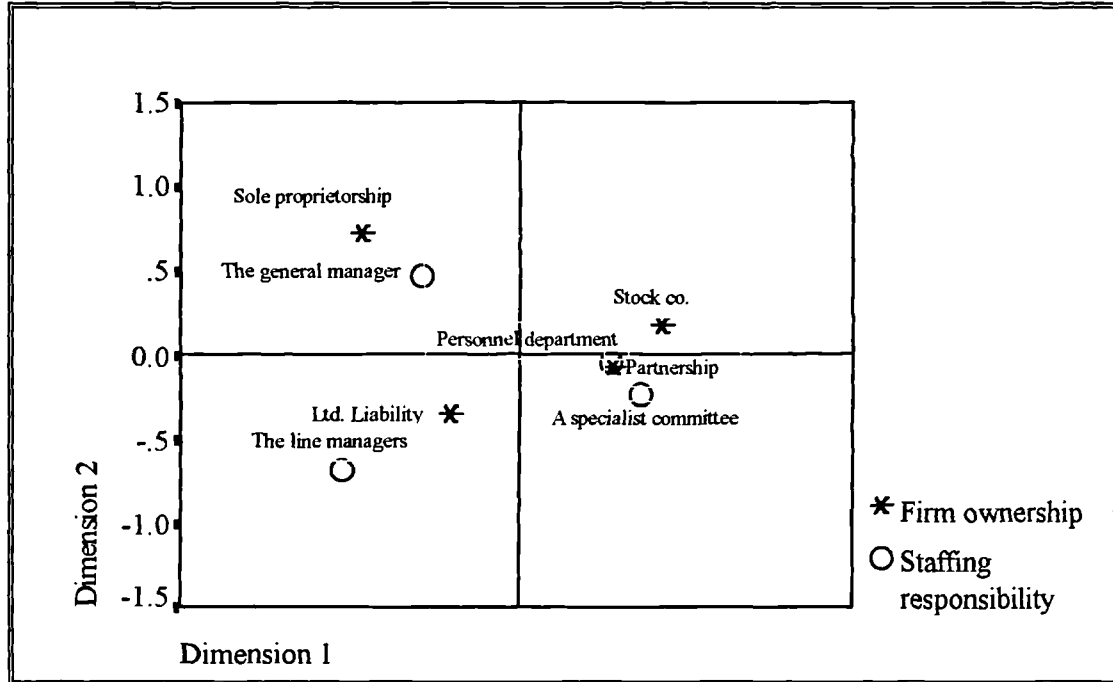 1.5
1.0
Sole proprietorship
The general manager
.5
Stock co.
Personnel department
0.0
Partnership
Ltd. Liability
A specialist committee
-.5
The line managers
-1.0
-1.5
Dimension 2
Dimension 1
Firm ownership
Staffing
responsibility